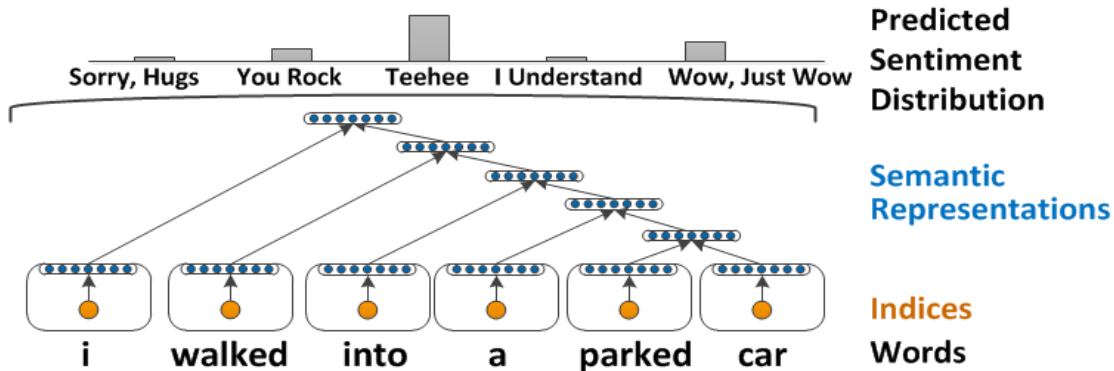 Predicted
Sentiment
Distribution
Sorry, Hugs You Rock Teehee I Understand Wow, Just Wow
Semantic
Representations
Indices
i walked into a parked car Words